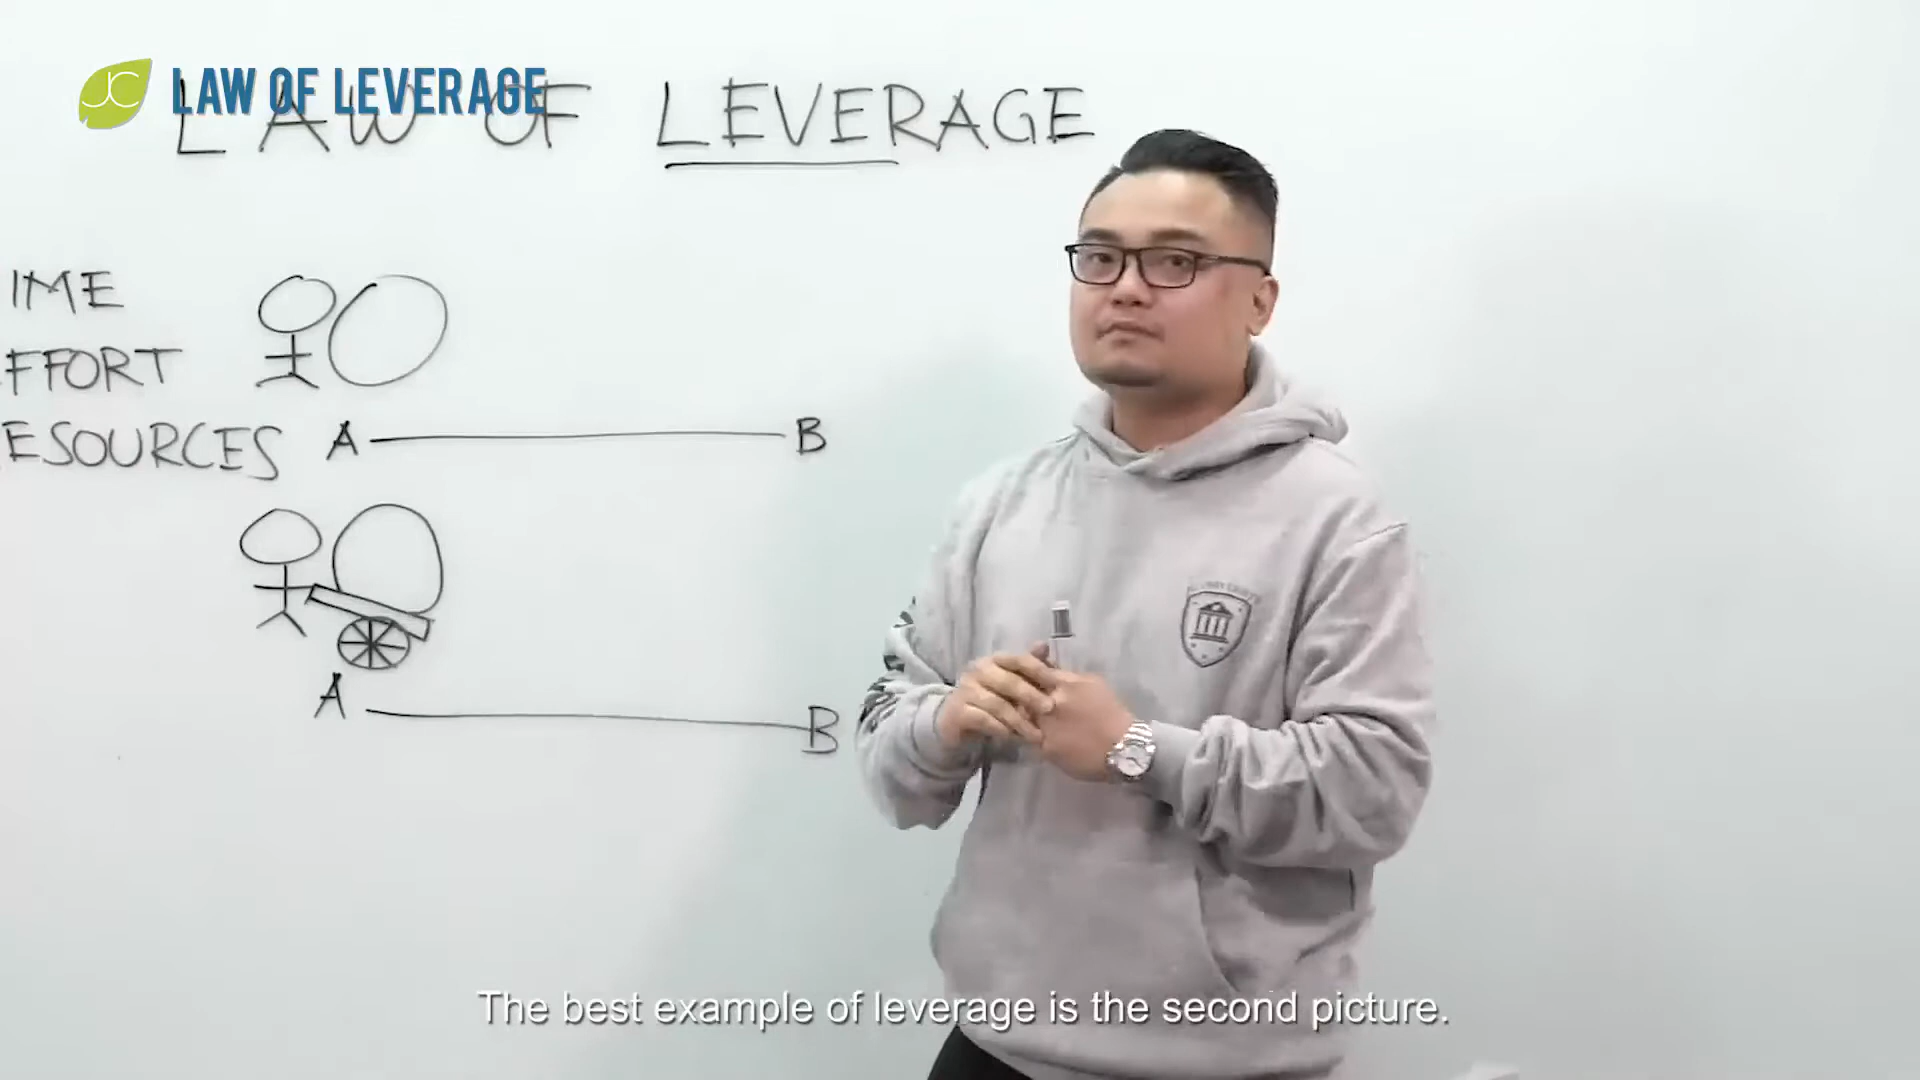 JC LAW OF LEVERAGE
LAW OF LEVERAGE
IME
FFORT
ESOURCES
A B
A B
The best example of leverage is the second picture.